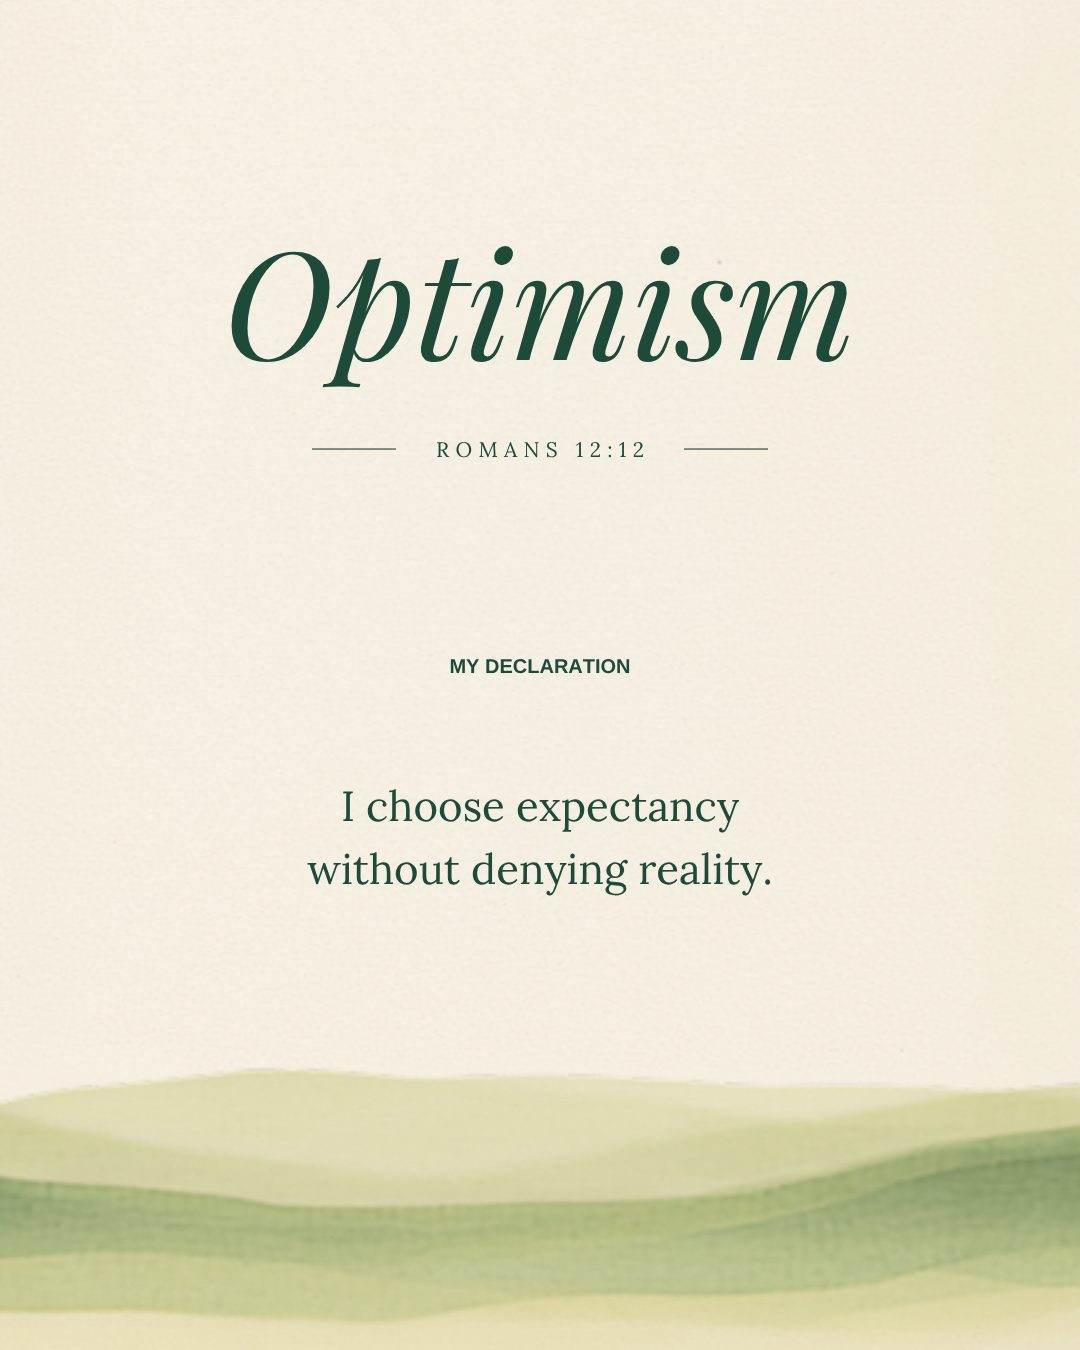 Optimism
ROMANS 12:12
MY DECLARATION
I choose expectancy
without denying reality.